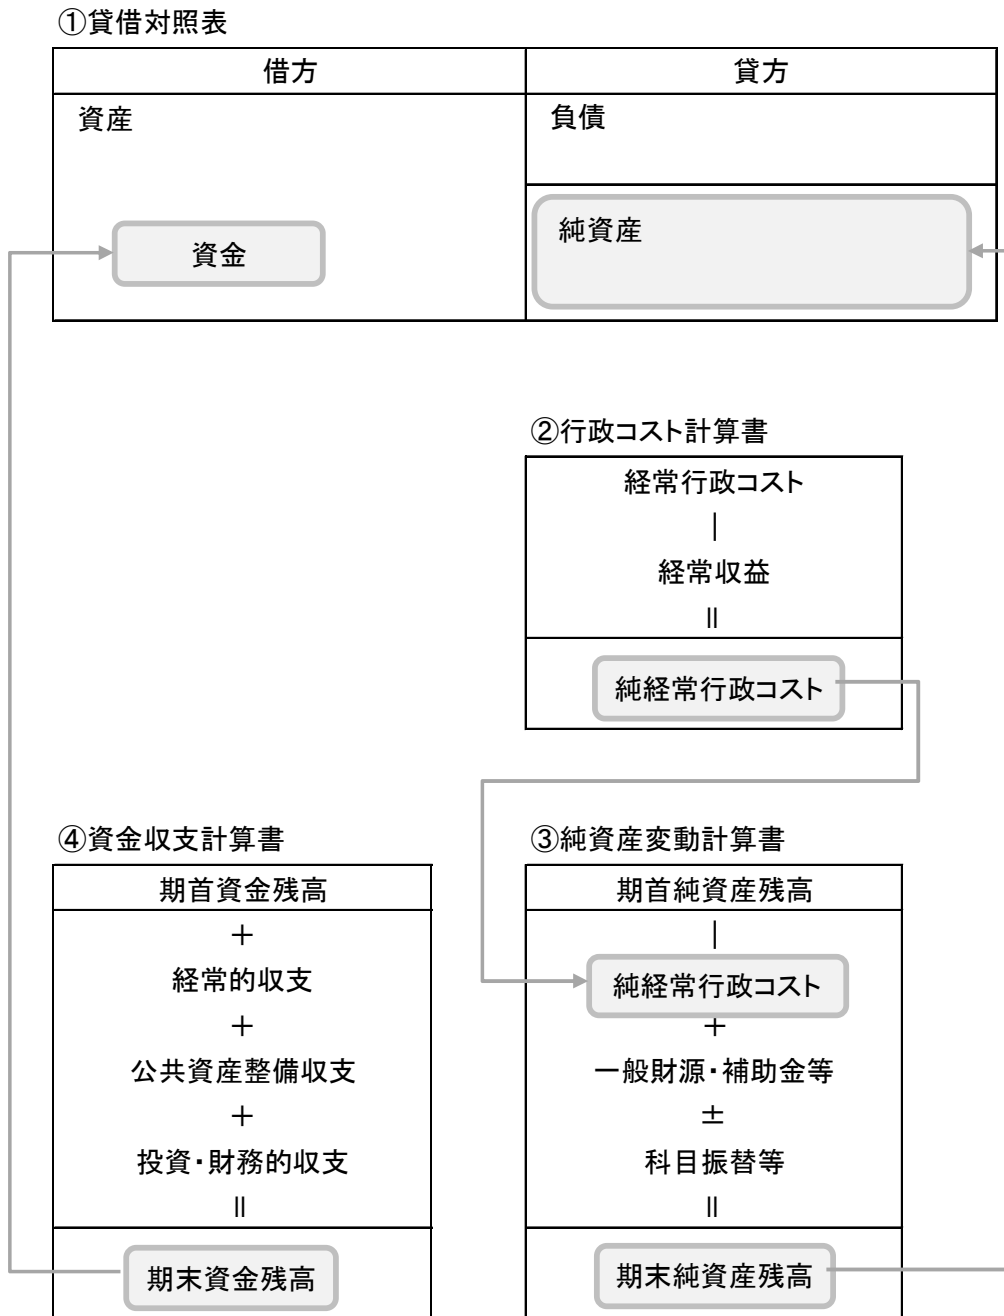 ①貸借対照表
借方 貸方
資産 負債
資金 純資産
②行政コスト計算書
経常行政コスト
|
経常収益
||
純経常行政コスト
④資金収支計算書
期首資金残高
＋
経常的収支
＋
公共資産整備収支
＋
投資・財務的収支
||
期末資金残高
③純資産変動計算書
期首純資産残高
|
純経常行政コスト
＋
一般財源・補助金等
±
科目振替等
||
期末純資産残高